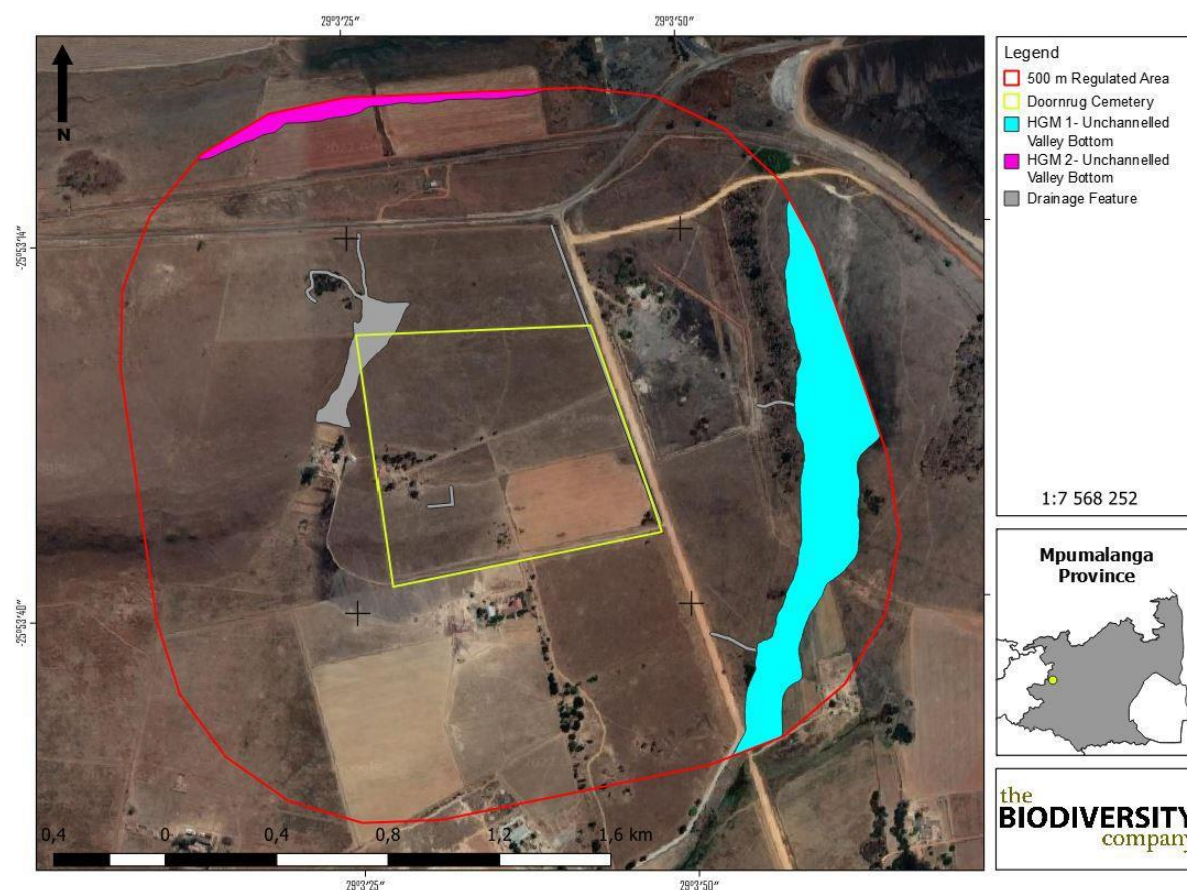 29°3′25″
29°3′50″
-25°53′14″
-25°53′40″
N
0,4
0
0,4
0,8
1,2
1,6 km
29°3′25″
29°3′50″
Legend
500 m Regulated Area
Doornrug Cemetery
HGM 1- Unchannelled
Valley Bottom
HGM 2- Unchannelled
Valley Bottom
Drainage Feature
1:7 568 252
Mpumalanga
Province
the
BIODIVERSITY
company